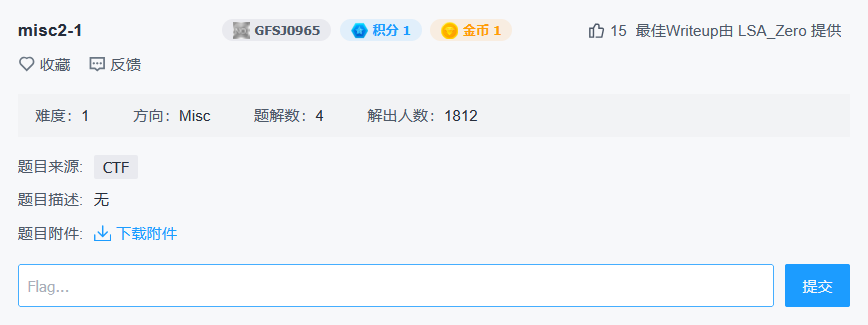 misc2-1 GFSJ0965 积分 1 金币 1 15 最佳Writeup由 LSA_Zero 提供
收藏 反馈
难度：1 方向：Misc 题解数：4 解出人数：1812
题目来源: CTF
题目描述: 无
题目附件: 下载附件
Flag... 提交